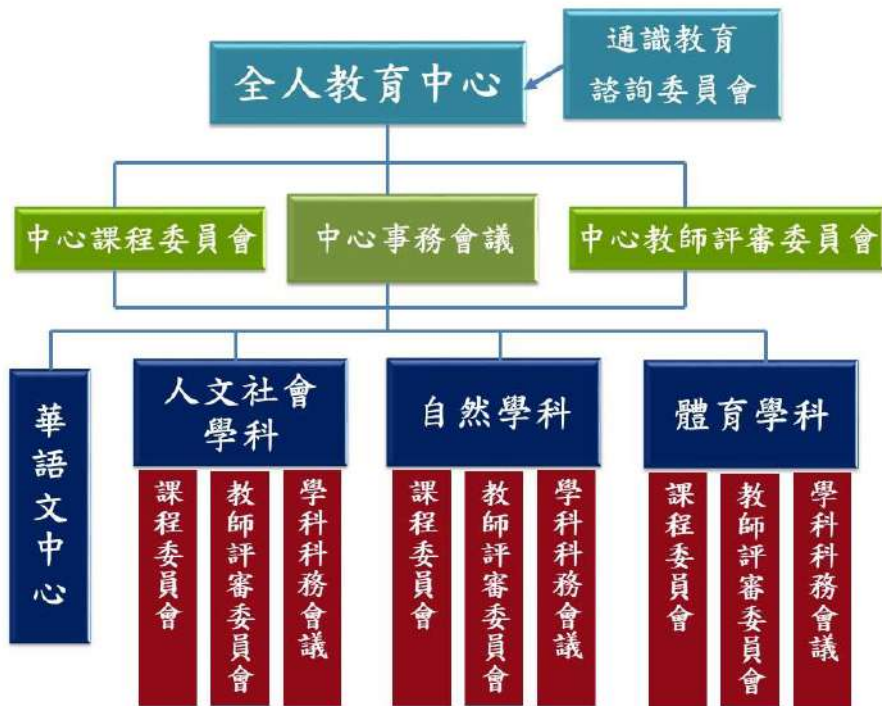 全人教育中心
通識教育
諮詢委員會
中心課程委員會
中心事務會議
中心教師評審委員會
華語文中心
人文社會
學科
自然學科
體育學科
課程委員會
教師評審委員會
學科科務會議
課程委員會
教師評審委員會
學科科務會議
課程委員會
教師評審委員會
學科科務會議